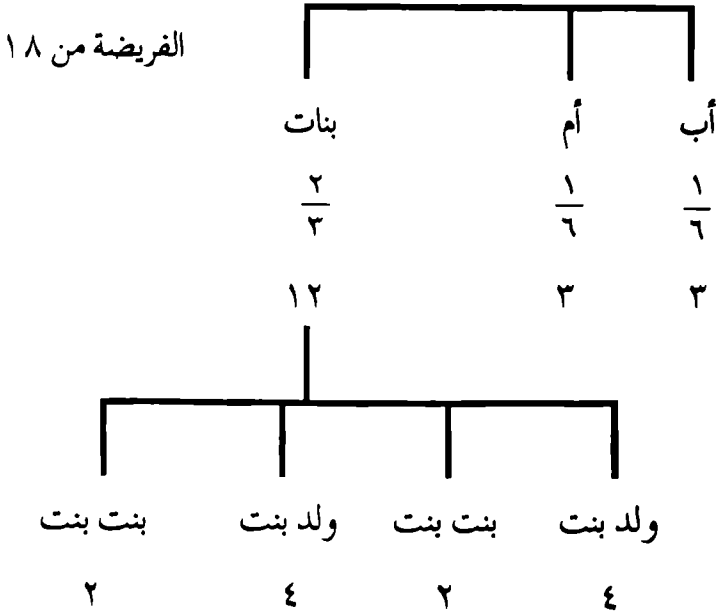 الفريضة من ١٨
أب أم بنات
١/٦ ١/٦ ٢/٣
٣ ٣ ١٢
ولد بنت بنت بنت ولد بنت بنت بنت
٤ ٢ ٤ ٢